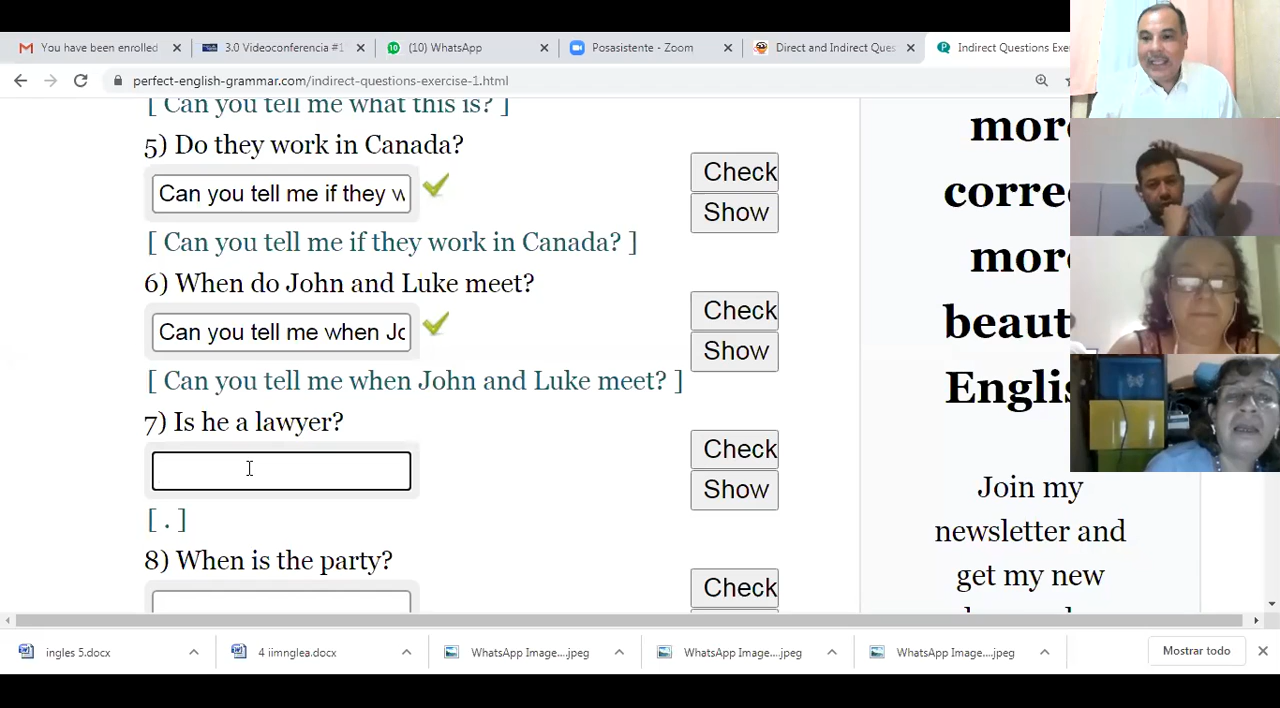 You have been enrolled
3.0 Videoconferencia #1
(10) WhatsApp
Posasistente - Zoom
Direct and Indirect Ques
Indirect Questions Exe
perfect-english-grammar.com/indirect-questions-exercise-1.html
[ Can you tell me what this is? ]
5) Do they work in Canada?
Can you tell me if they w
Check
Show
[ Can you tell me if they work in Canada? ]
6) When do John and Luke meet?
Can you tell me when Jo
Check
Show
[ Can you tell me when John and Luke meet? ]
7) Is he a lawyer?
Check
Show
[ . ]
8) When is the party?
Check
more
corre
more
beaut
Englis
Join my
newsletter and
get my new
ingles 5.docx
4 iimnglea.docx
WhatsApp Image....jpeg
WhatsApp Image....jpeg
WhatsApp Image....jpeg
Mostrar todo